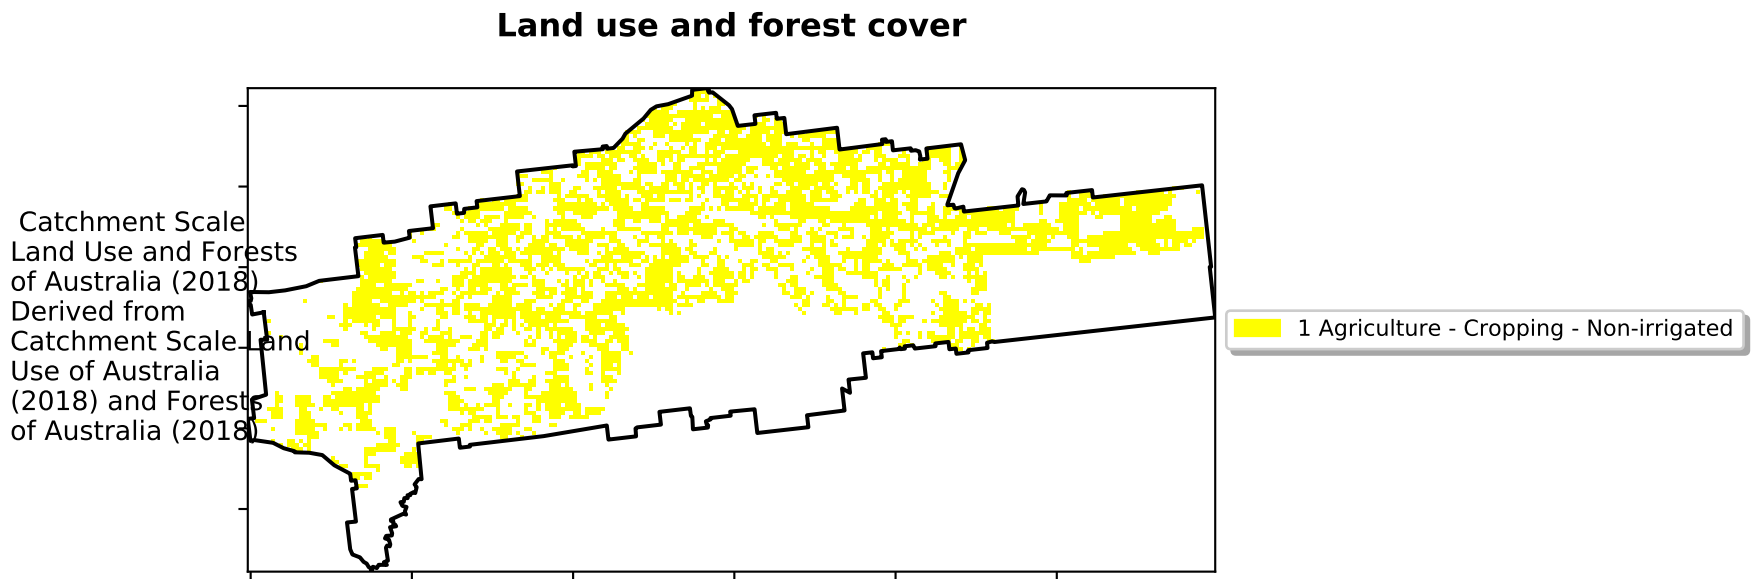 Land use and forest cover
Catchment Scale
Land Use and Forests
of Australia (2018)
Derived from
Catchment Scale Land
Use of Australia
(2018) and Forests
of Australia (2018)
1 Agriculture - Cropping - Non-irrigated